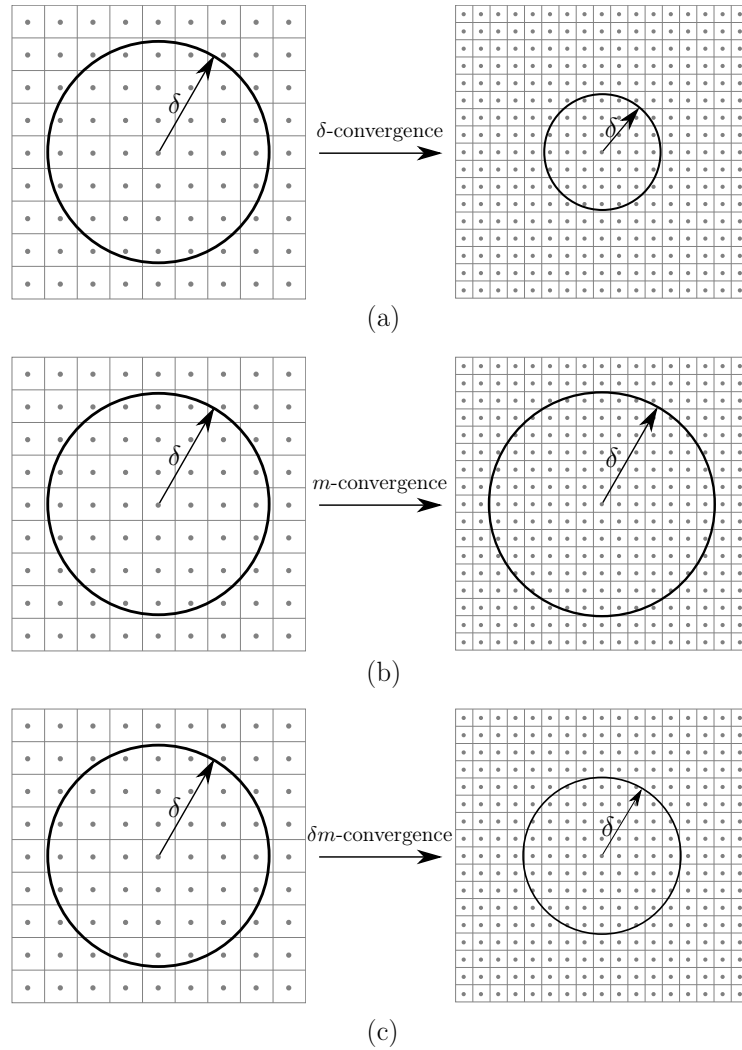 δ
δ-convergence
δ
(a)
δ
m-convergence
δ
(b)
δ
δm-convergence
δ
(c)